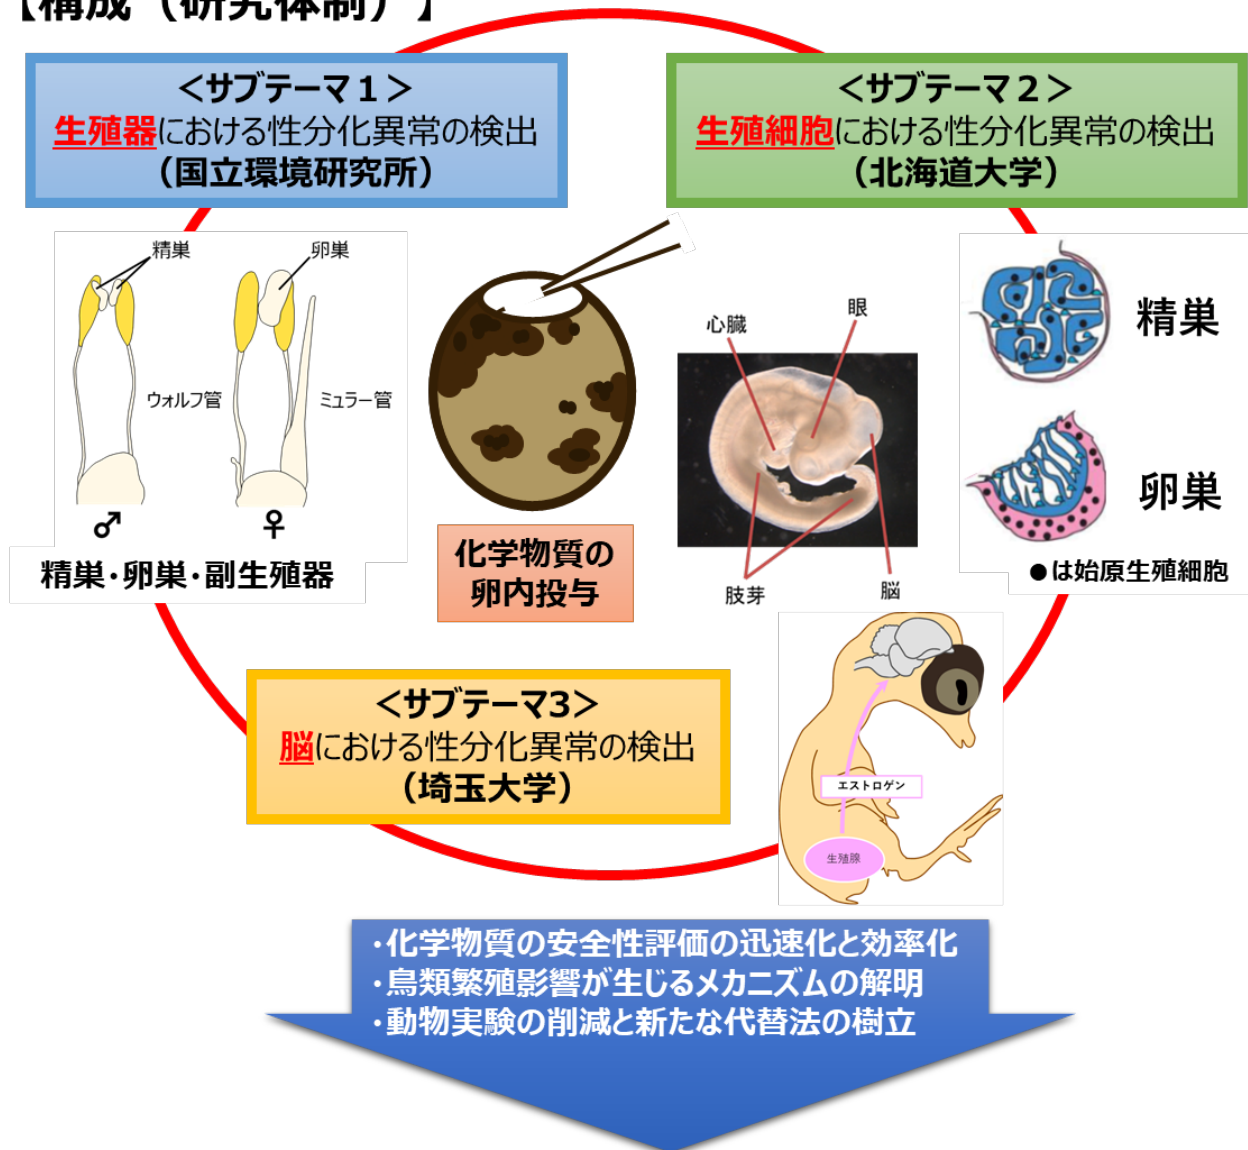 【構成（研究体制）】
＜サブテーマ１＞
生殖器における性分化異常の検出
（国立環境研究所）
＜サブテーマ２＞
生殖細胞における性分化異常の検出
（北海道大学）
精巣
卵巣
ウォルフ管
ミュラー管
♂
♀
精巣・卵巣・副生殖器
化学物質の
卵内投与
心臓
眼
肢芽
脳
精巣
卵巣
●は始原生殖細胞
＜サブテーマ3＞
脳における性分化異常の検出
（埼玉大学）
エストロゲン
生殖腺
・化学物質の安全性評価の迅速化と効率化
・鳥類繁殖影響が生じるメカニズムの解明
・動物実験の削減と新たな代替法の樹立